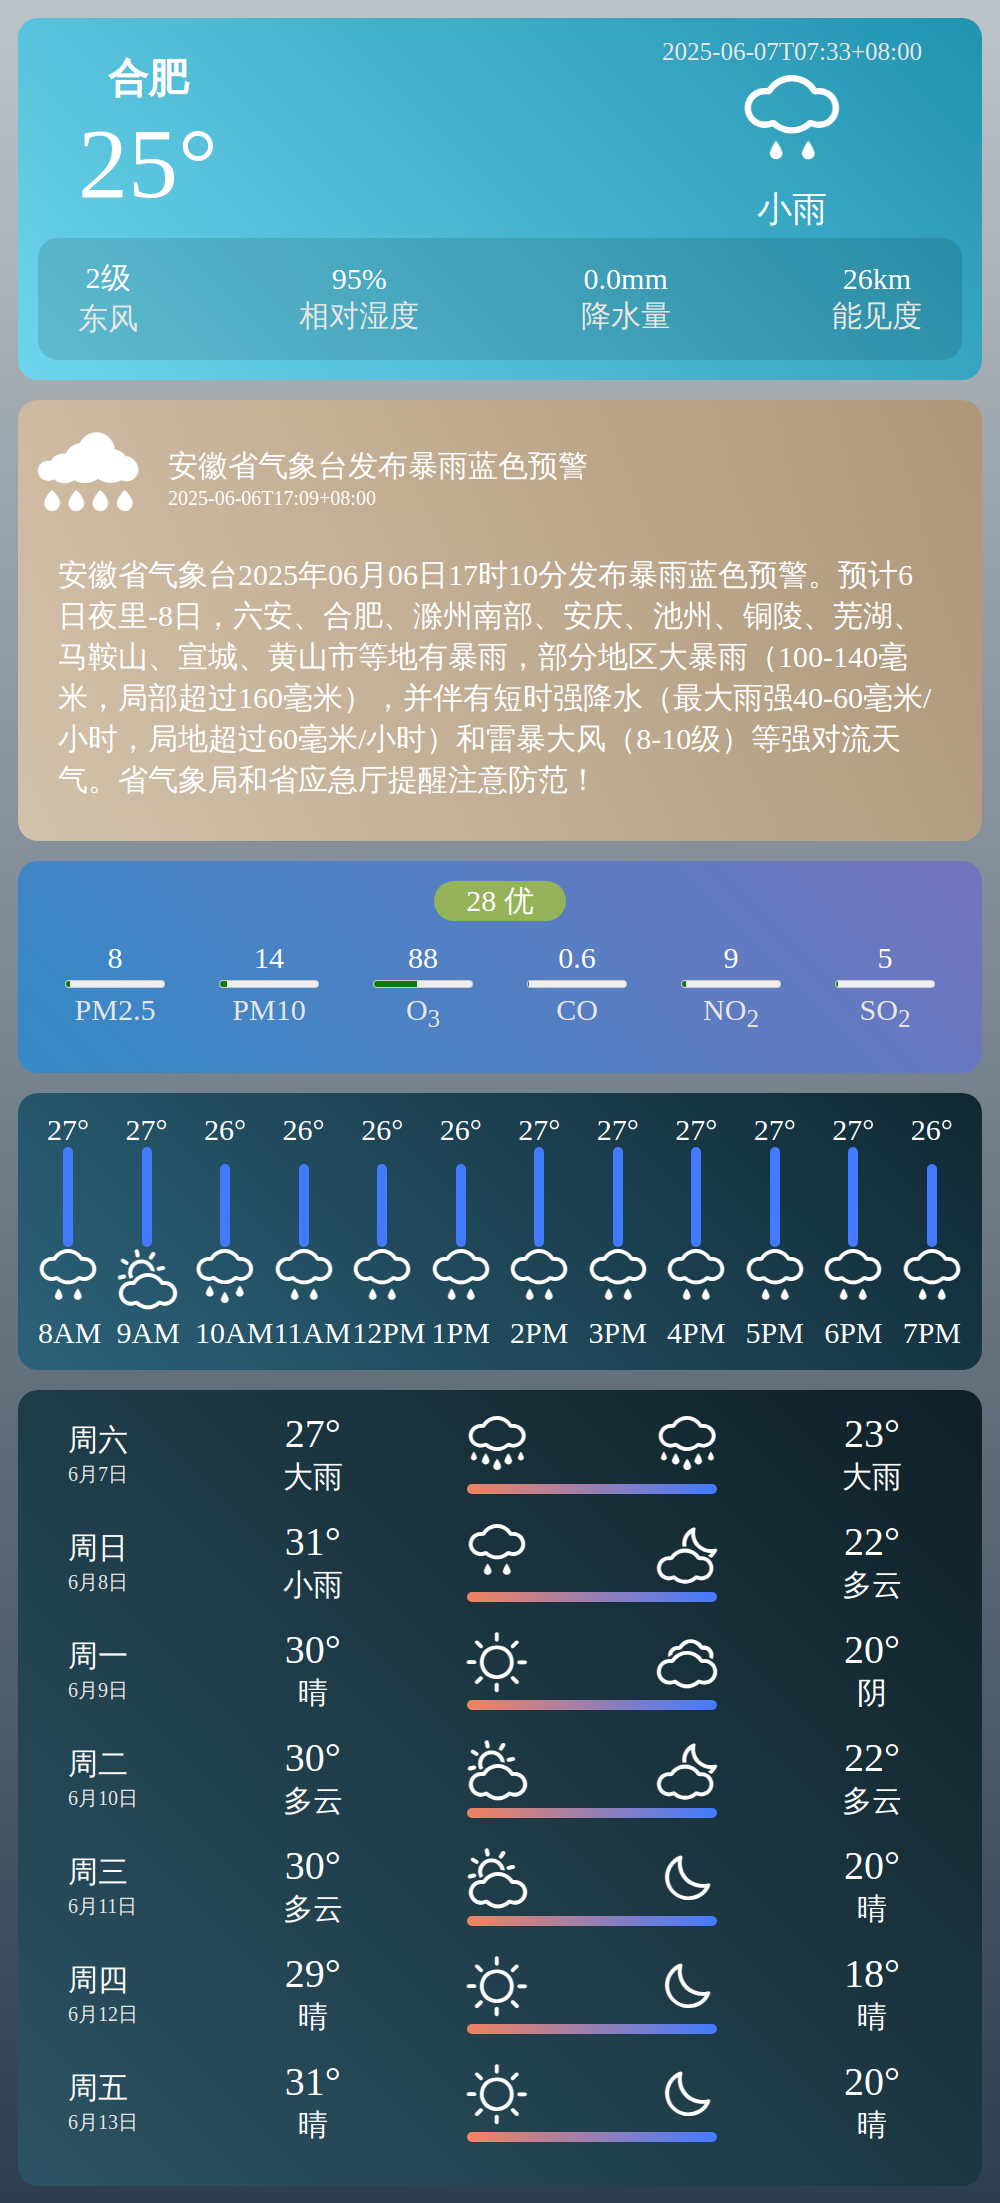 合肥
25°
2025-06-07T07:33+08:00
小雨
2级
东风
95%
相对湿度
0.0mm
降水量
26km
能见度
安徽省气象台发布暴雨蓝色预警
2025-06-06T17:09+08:00
安徽省气象台2025年06月06日17时10分发布暴雨蓝色预警。预计6
日夜里-8日，六安、合肥、滁州南部、安庆、池州、铜陵、芜湖、
马鞍山、宣城、黄山市等地有暴雨，部分地区大暴雨（100-140毫
米，局部超过160毫米），并伴有短时强降水（最大雨强40-60毫米/
小时，局地超过60毫米/小时）和雷暴大风（8-10级）等强对流天
气。省气象局和省应急厅提醒注意防范！
28 优
8 14 88 0.6 9 5
PM2.5 PM10 O3 CO NO2 SO2
27° 27° 26° 26° 26° 26° 27° 27° 27° 27° 27° 26°
8AM 9AM 10AM 11AM 12PM 1PM 2PM 3PM 4PM 5PM 6PM 7PM
周六
6月7日
27°
大雨
23°
大雨
周日
6月8日
31°
小雨
22°
多云
周一
6月9日
30°
晴
20°
阴
周二
6月10日
30°
多云
22°
多云
周三
6月11日
30°
多云
20°
晴
周四
6月12日
29°
晴
18°
晴
周五
6月13日
31°
晴
20°
晴